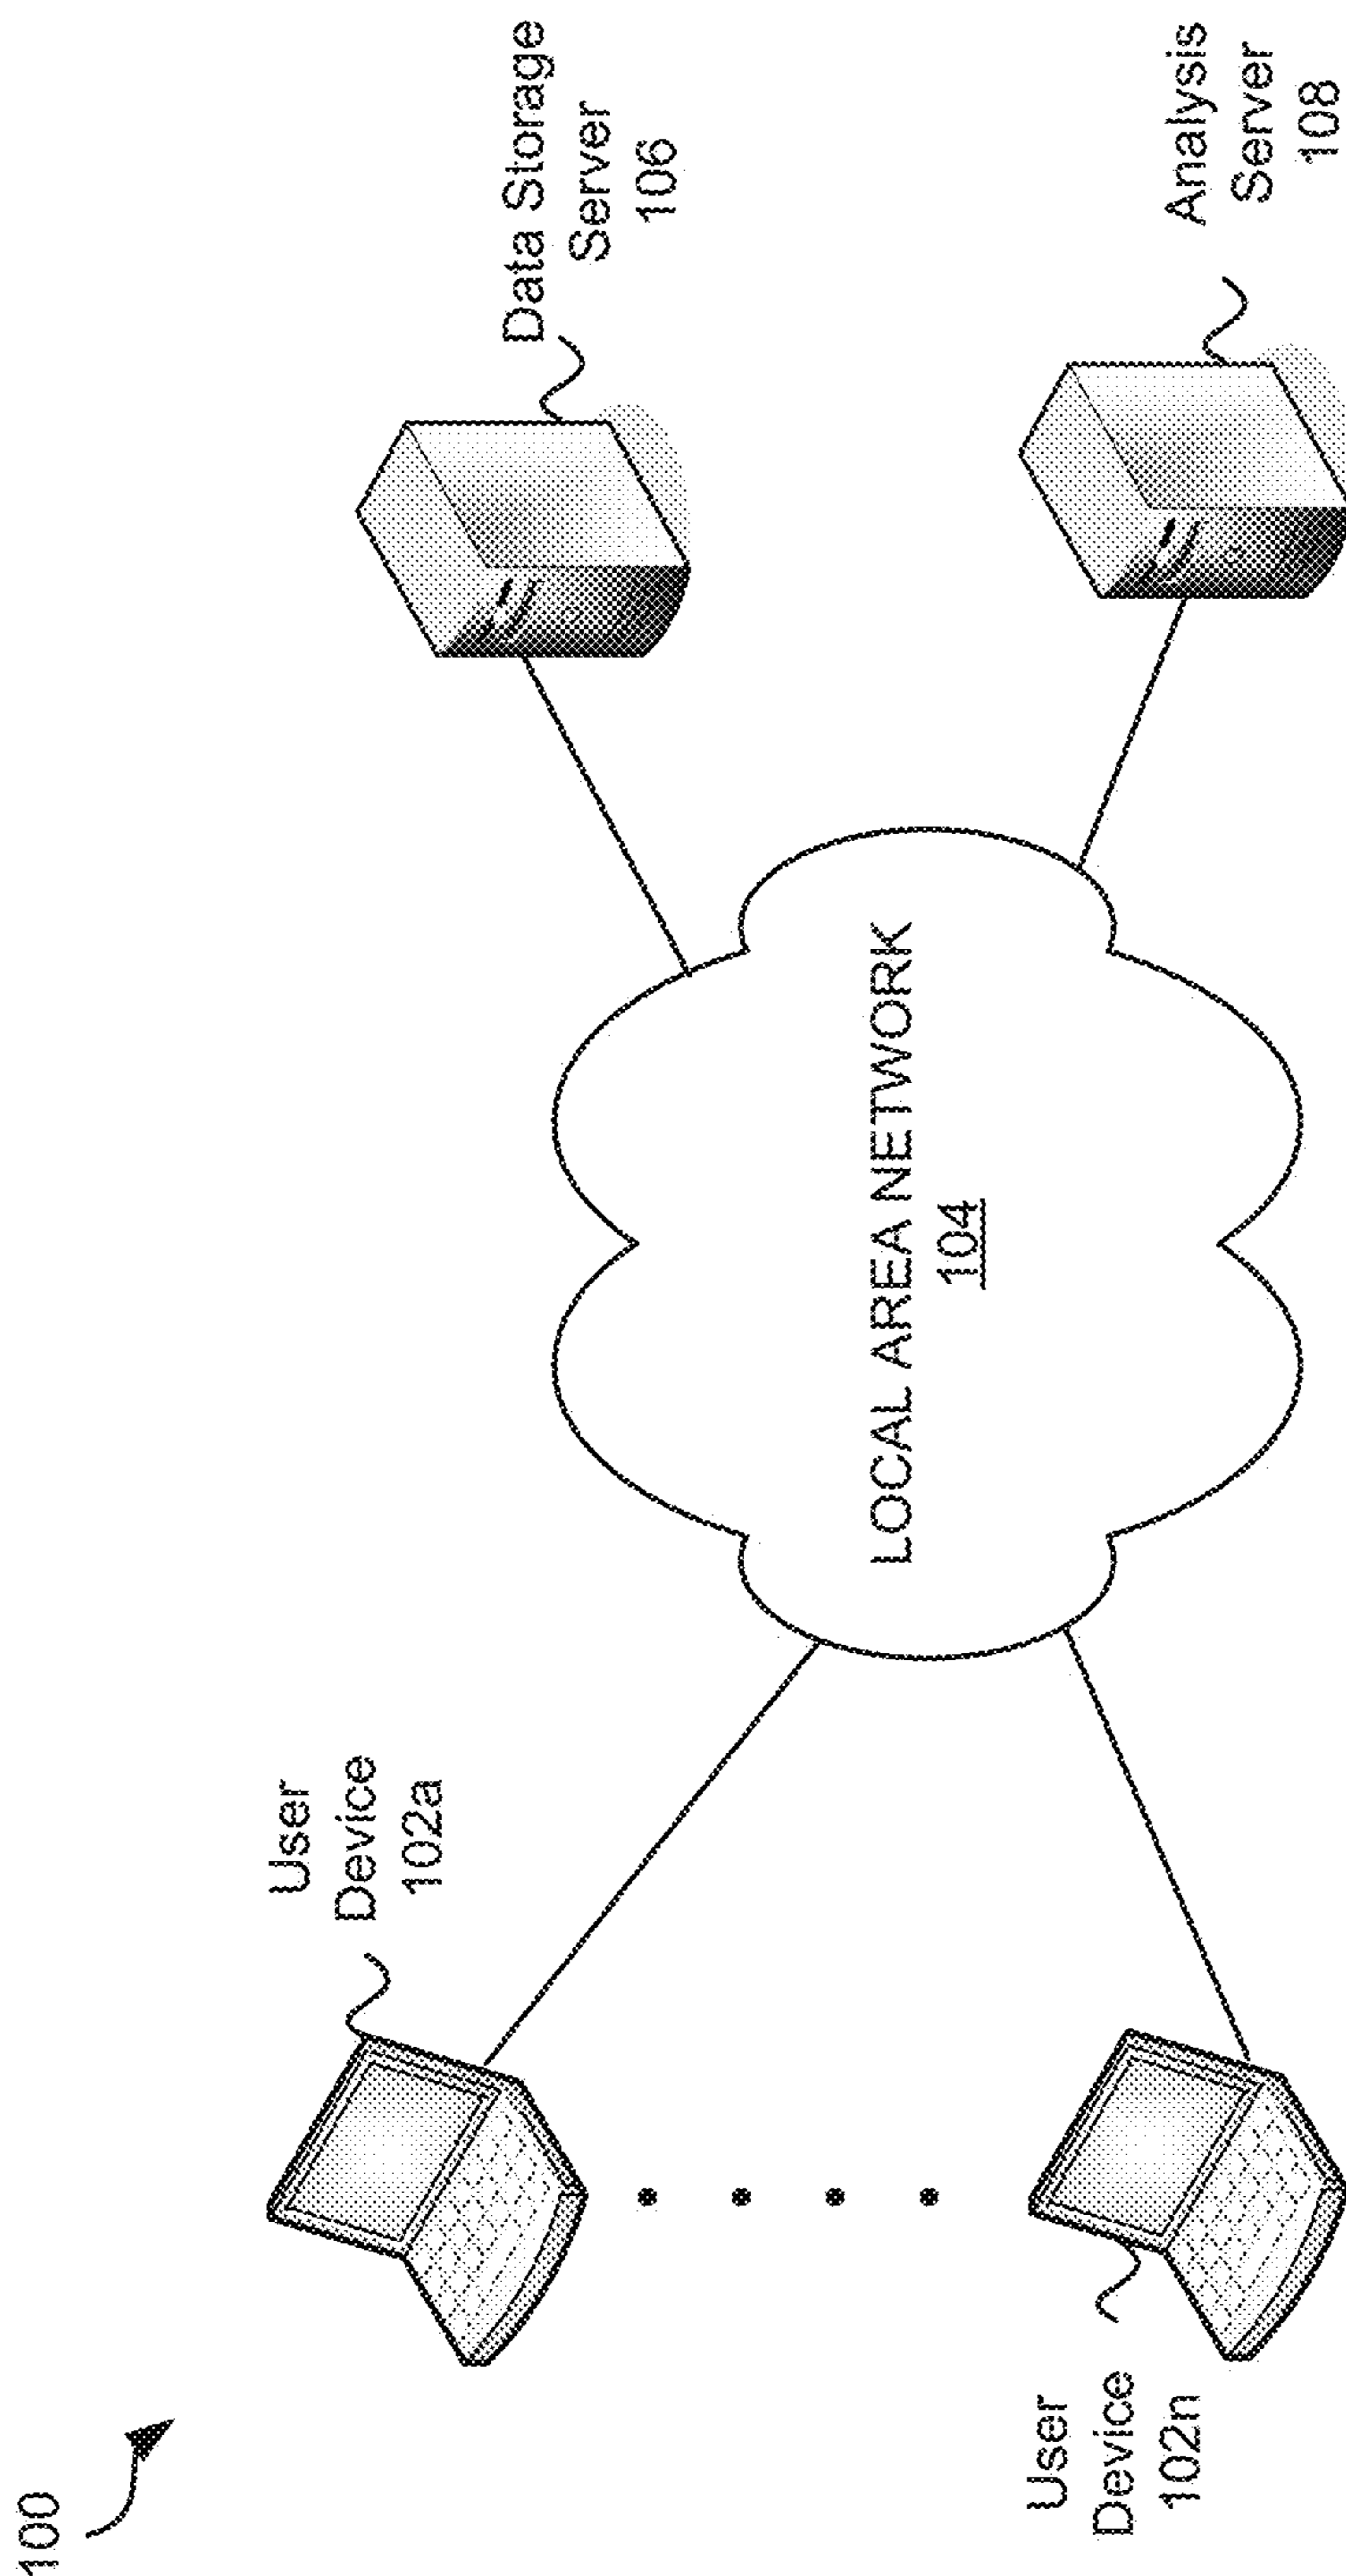 100
User
Device
102a
User
Device
102n
LOCAL AREA NETWORK
104
Data Storage
Server
106
Analysis
Server
108